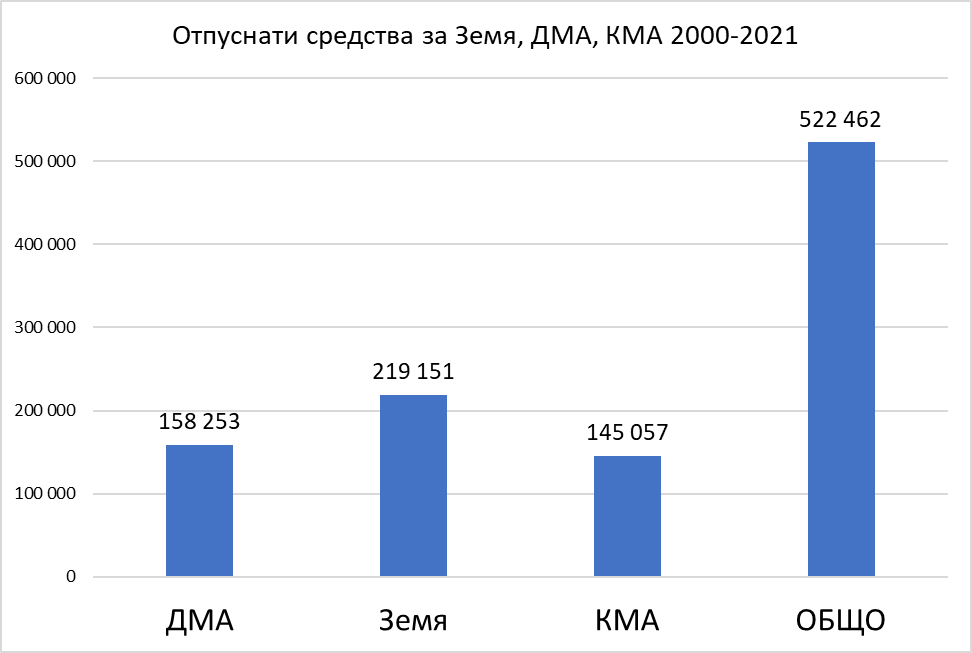 Отпуснати средства за Земя, ДМА, КМА 2000-2021
600 000
500 000
400 000
300 000
200 000
100 000
0
158 253
219 151
145 057
522 462
ДМА
Земя
КМА
ОБЩО